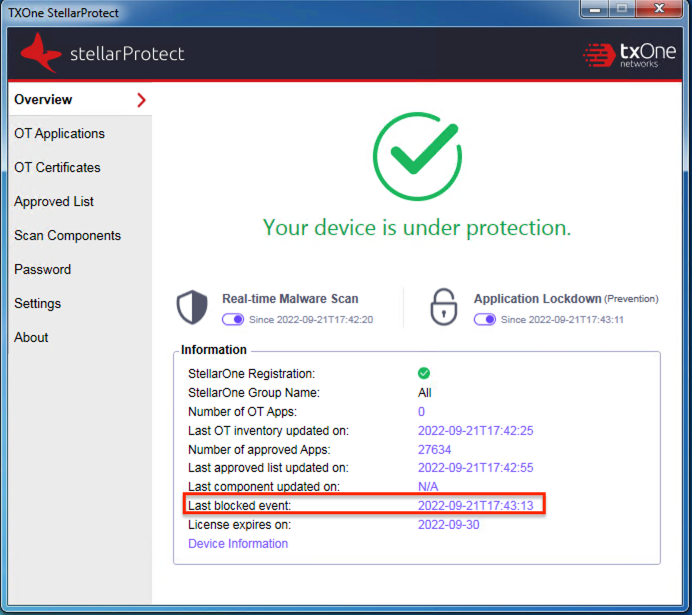 TXOne StellarProtect
stellarProtect
txOne
networks
Overview
OT Applications
OT Certificates
Approved List
Scan Components
Password
Settings
About
Your device is under protection.
Real-time Malware Scan
Since 2022-09-21T17:42:20
Application Lockdown (Prevention)
Since 2022-09-21T17:43:11
Information
StellarOne Registration:
StellarOne Group Name: All
Number of OT Apps: 0
Last OT inventory updated on: 2022-09-21T17:42:25
Number of approved Apps: 27634
Last approved list updated on: 2022-09-21T17:42:55
Last component updated on: N/A
Last blocked event: 2022-09-21T17:43:13
License expires on: 2022-09-30
Device Information